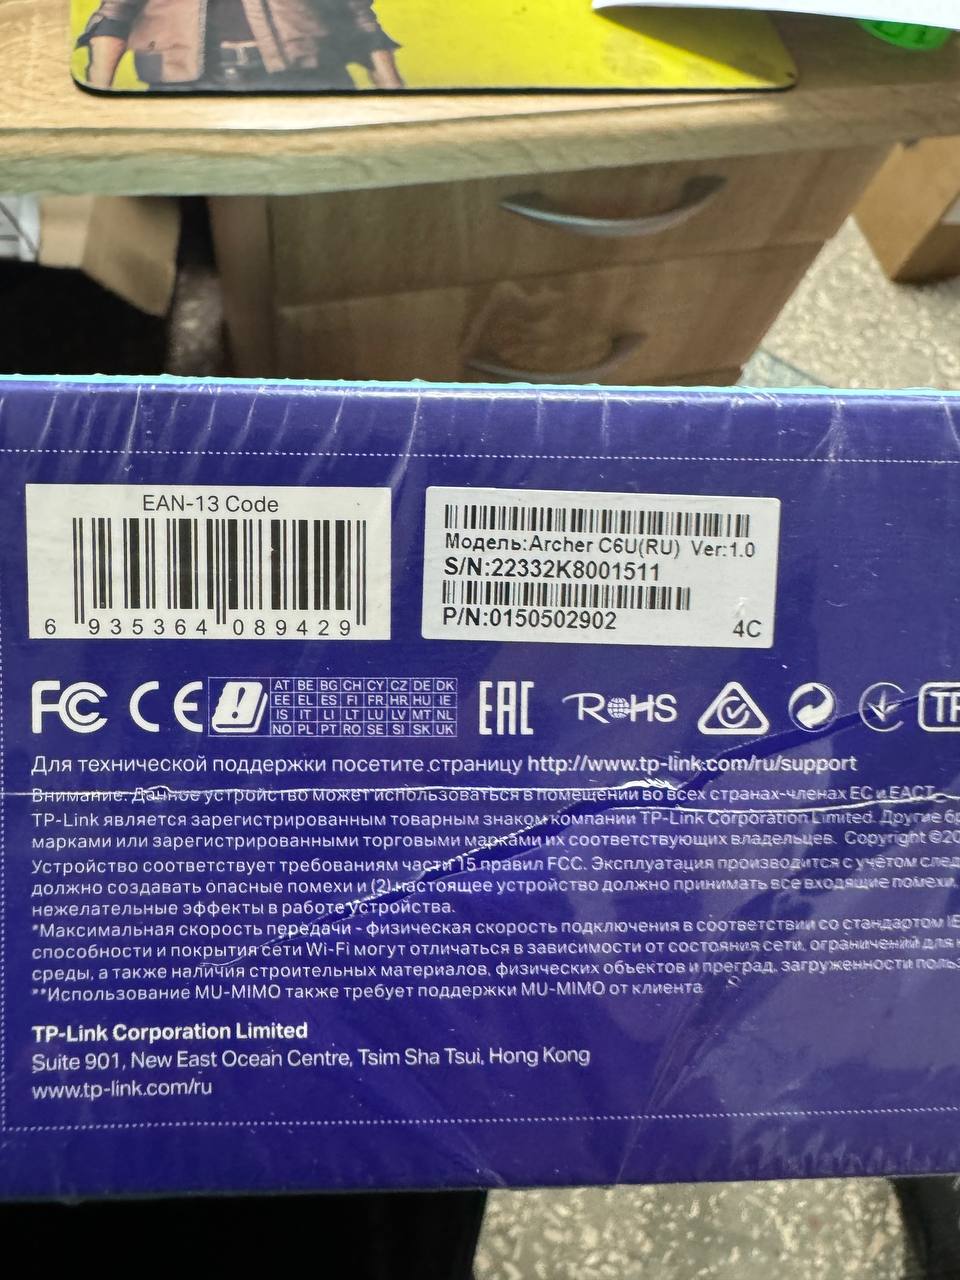 EAN-13 Code
6 935364 089429
Модель:Archer C6U(RU) Ver:1.0
S/N:22332K8001511
P/N:0150502902
4C
FC CE
AT BE BG CH CY CZ DE DK
EE EL ES FI FR HR HU IE
IS IT LI LT LU LV MT NL
NO PL PT RO SE SI SK UK
EAC
RoHS
TP
Для технической поддержки посетите страницу http://www.tp-link.com/ru/support
Внимание: Данное устройство может использоваться в помещении во всех странах-членах ЕС и ЕАСТ.
TP-Link является зарегистрированным товарным знаком компании TP-Link Corporation Limited. Другие
марками или зарегистрированными торговыми марками их соответствующих владельцев. Copyright ©
Устройство соответствует требованиям части 15 правил FCC. Эксплуатация производится с учётом
должно создавать опасные помехи и (2) настоящее устройство должно принимать все входящие помехи,
нежелательные эффекты в работе устройства.
*Максимальная скорость передачи - физическая скорость подключения в соответствии со стандартом
способности и покрытия сети Wi-Fi могут отличаться в зависимости от состояния сети, ограничений для
среды, а также наличия строительных материалов, физических объектов и преград, загруженности
**Использование MU-MIMO также требует поддержки MU-MIMO от клиента
TP-Link Corporation Limited
Suite 901, New East Ocean Centre, Tsim Sha Tsui, Hong Kong
www.tp-link.com/ru